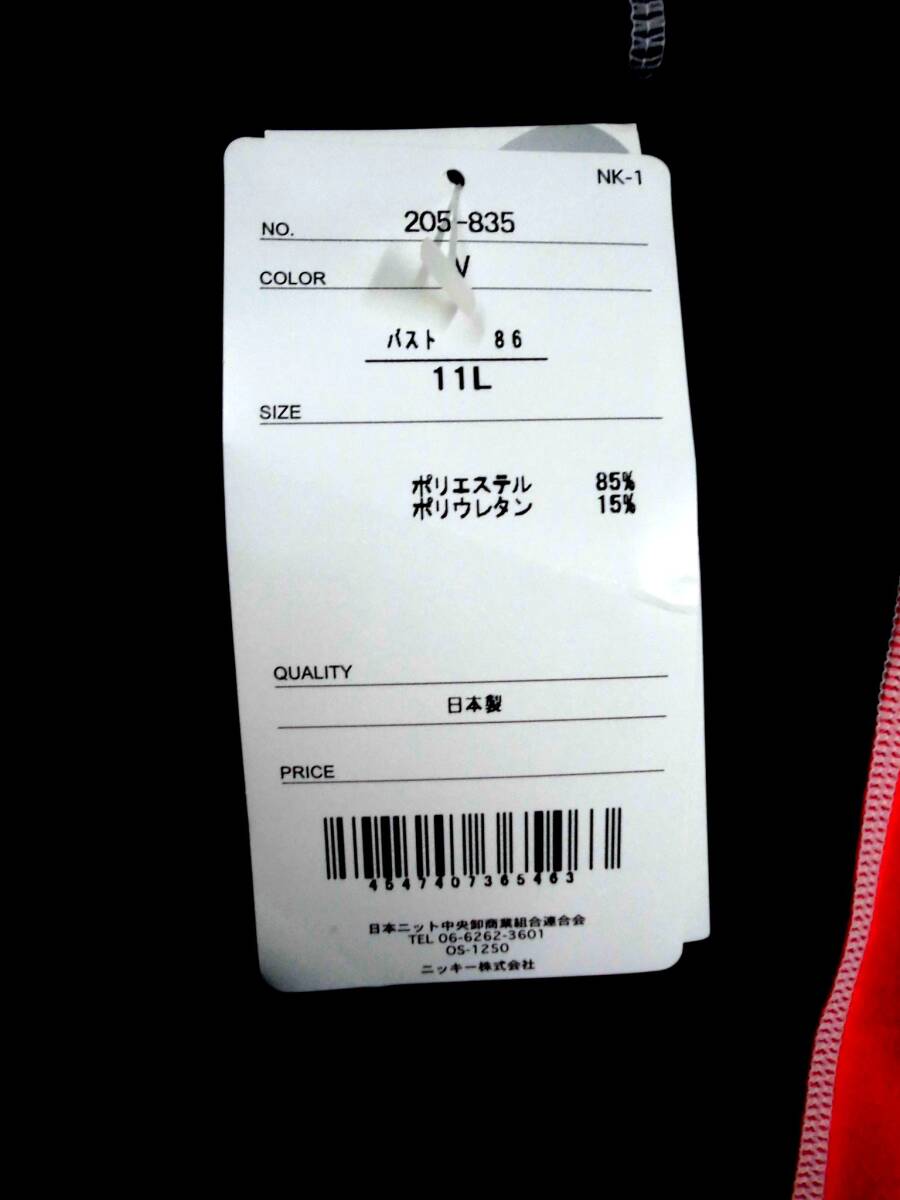 NK-1
NO. 205-835
COLOR
バスト 86
11L
SIZE
ポリエステル 85%
ポリウレタン 15%
QUALITY
日本製
PRICE
4547407365463
日本ニット中央卸商業組合連合会
TEL 06-6262-3601
OS-1250
ニッキー株式会社